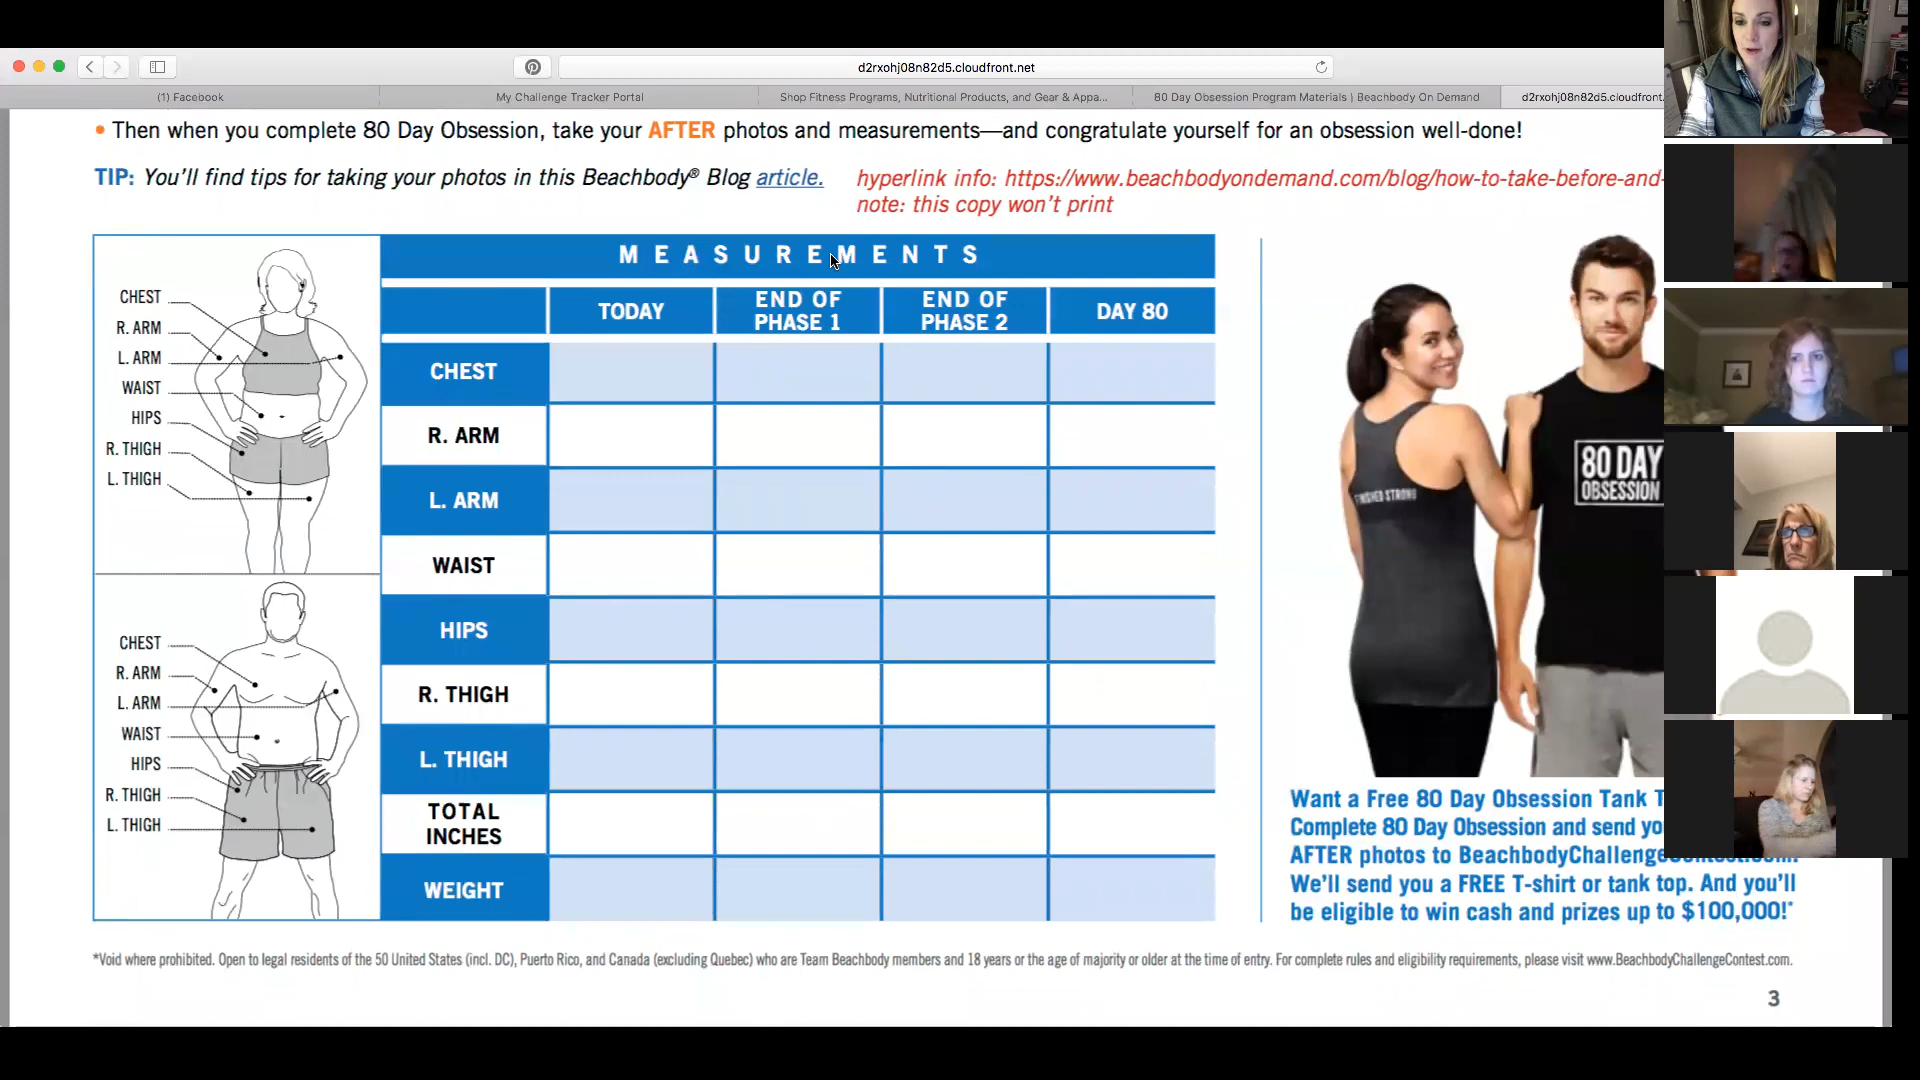 d2rxohj08n82d5.cloudfront.net
(1) Facebook
My Challenge Tracker Portal
Shop Fitness Programs, Nutritional Products, and Gear & Appa...
80 Day Obsession Program Materials | Beachbody On Demand
d2rxohj08n82d5.cloudfront.
• Then when you complete 80 Day Obsession, take your AFTER photos and measurements—and congratulate yourself for an obsession well-done!
TIP: You'll find tips for taking your photos in this Beachbody® Blog article.
hyperlink info: https://www.beachbodyondemand.com/blog/how-to-take-before-and-
note: this copy won't print
CHEST
R. ARM
L. ARM
WAIST
HIPS
R. THIGH
L. THIGH
CHEST
R. ARM
L. ARM
WAIST
HIPS
R. THIGH
L. THIGH
MEASUREMENTS
TODAY
END OF
PHASE 1
END OF
PHASE 2
DAY 80
CHEST
R. ARM
L. ARM
WAIST
HIPS
R. THIGH
L. THIGH
TOTAL
INCHES
WEIGHT
80 DAY
OBSESSION
Want a Free 80 Day Obsession Tank
Complete 80 Day Obsession and send
AFTER photos to
We'll send you a FREE T-shirt or tank top. And you'll
be eligible to win cash and prizes up to $100,000!*
*Void where prohibited. Open to legal residents of the 50 United States (incl. DC), Puerto Rico, and Canada (excluding Quebec) who are Team Beachbody members and 18 years or the age of majority or older at the time of entry. For complete rules and eligibility requirements, please visit www.BeachbodyChallengeContest.com.
3